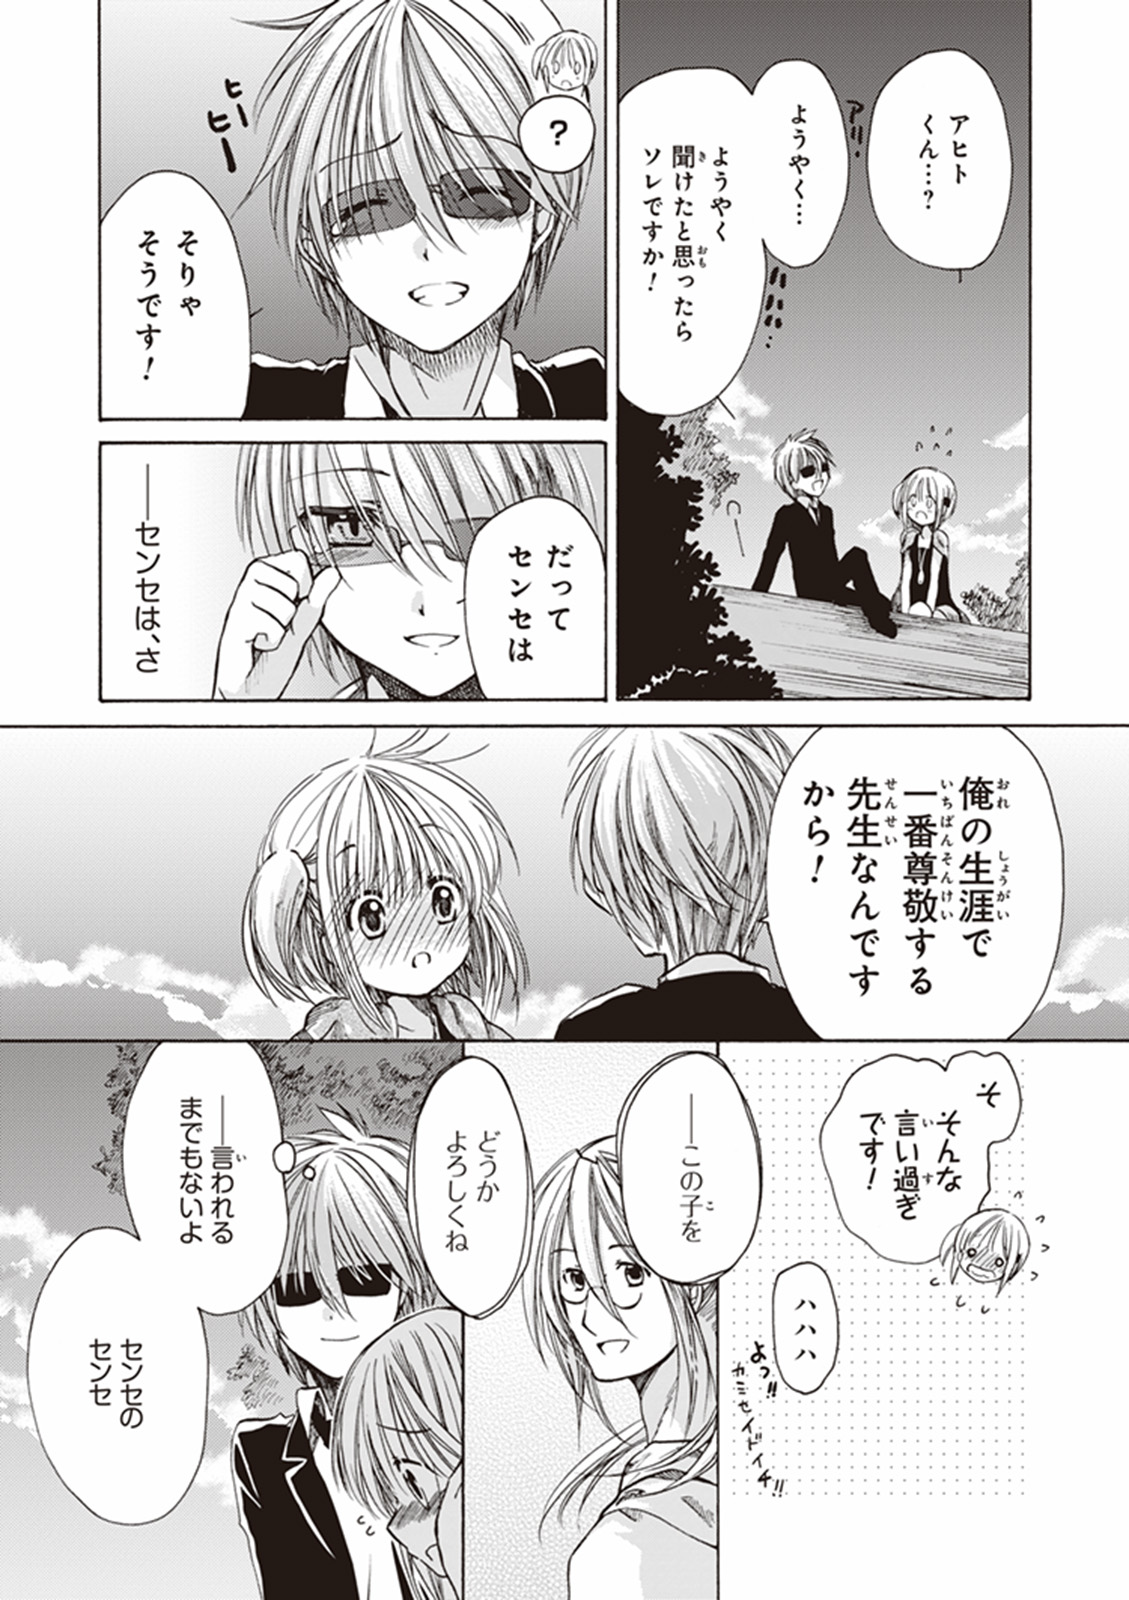 アヒト
くん…?
ようやく…
ようやく
聞けたと思ったら
ソレですか!
?
ヒー
ヒー
そりゃ
そうです!
だって
センセは
――センセは、さ
俺の生涯で
一番尊敬する
先生なんです
から!
そ
そんな
言い過ぎ
です!
ハハハ
よっ!!
カミセイドイチ!!
――この子を
どうか
よろしくね
――言われる
までもないよ
センセの
センセ